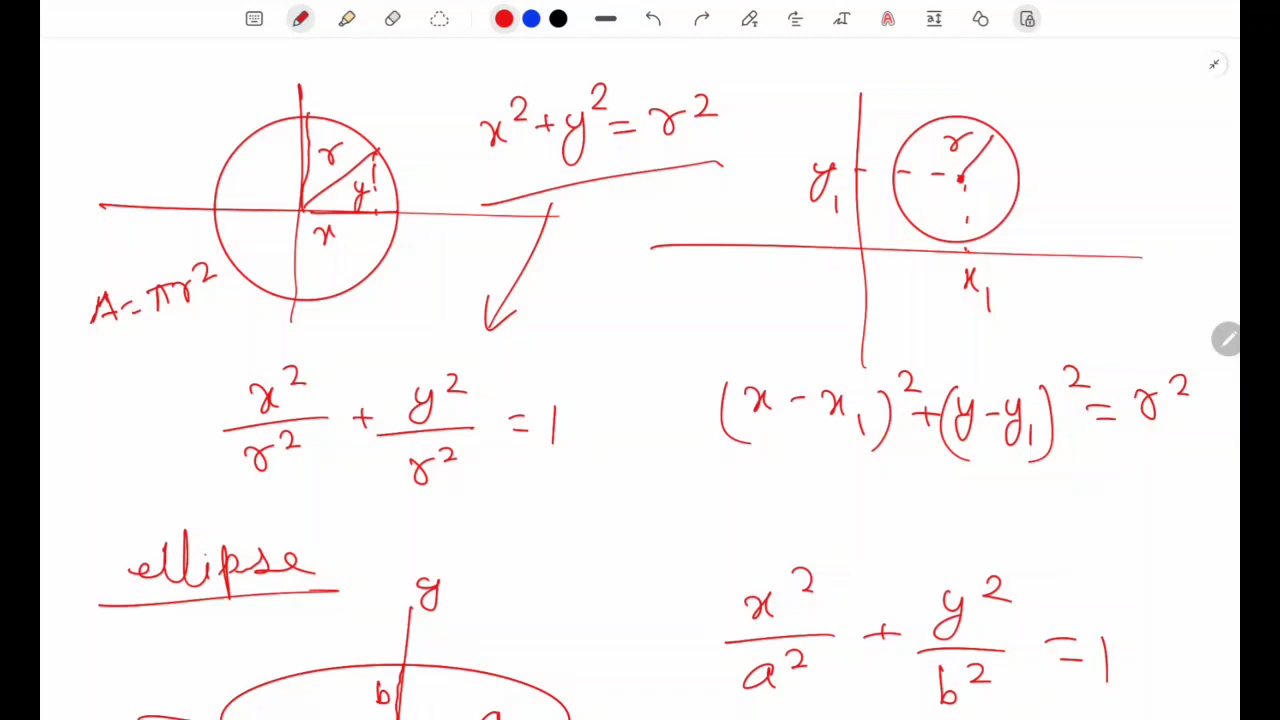 x² + y² = r²
r
y
x
A = πr²
r
y₁
x₁
x²/r² + y²/r² = 1
(x - x₁)² + (y - y₁)² = r²
ellipse
y
b
x²/a² + y²/b² = 1